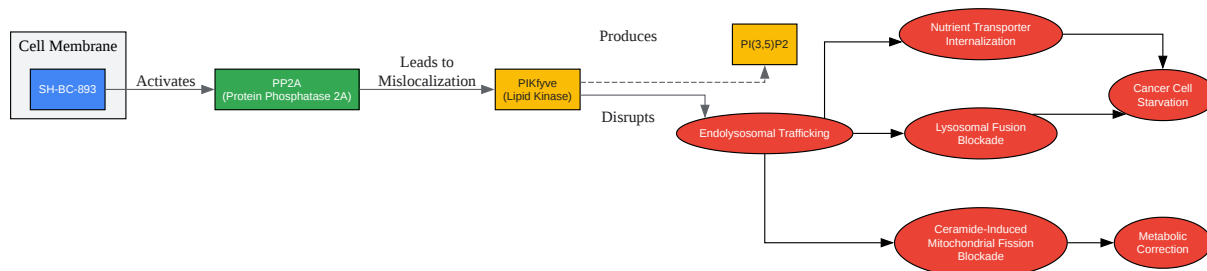 Cell Membrane
SH-BC-893
Activates
PP2A
(Protein Phosphatase 2A)
Leads to
Mislocalization
PIKfyve
(Lipid Kinase)
Produces
PI(3,5)P2
Disrupts
Endolysosomal Trafficking
Nutrient Transporter
Internalization
Lysosomal Fusion
Blockade
Cancer Cell
Starvation
Ceramide-Induced
Mitochondrial Fission
Blockade
Metabolic
Correction